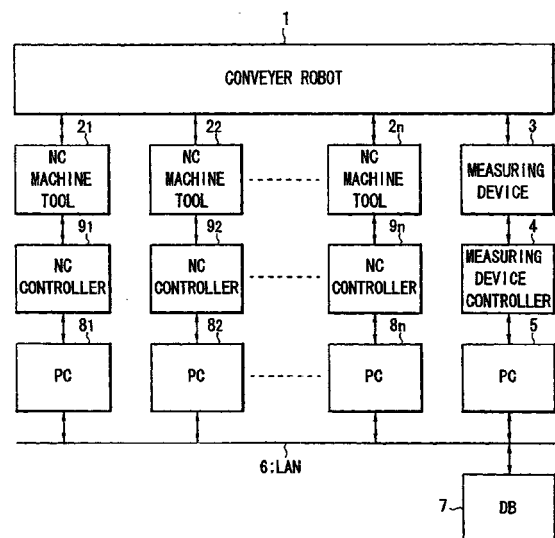 1
CONVEYER ROBOT
21 22 2n 3
NC MACHINE TOOL
NC MACHINE TOOL
NC MACHINE TOOL
MEASURING DEVICE
91 92 9n 4
NC CONTROLLER
NC CONTROLLER
NC CONTROLLER
MEASURING DEVICE CONTROLLER
81 82 8n 5
PC PC PC PC
6:LAN
7 DB